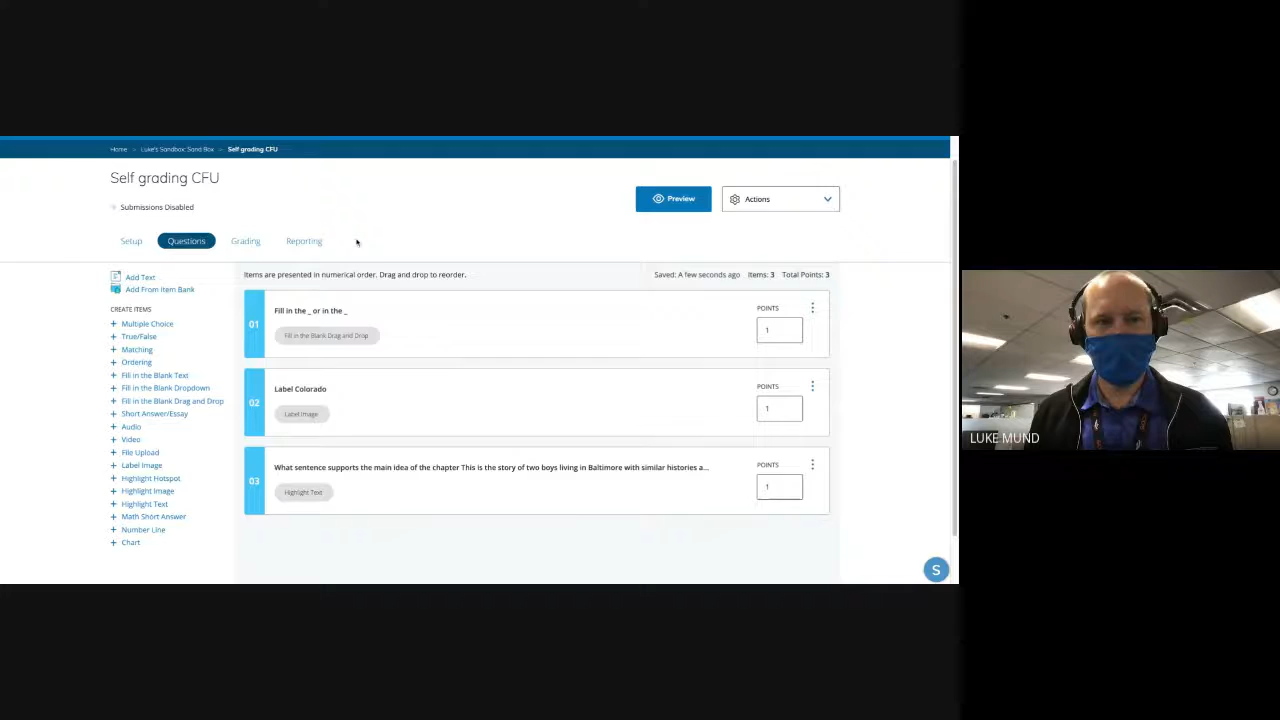 Home > Luke's Sandbox: Sand Box > Self grading CFU
Self grading CFU
Submissions Disabled
Preview
Actions
Setup
Questions
Grading
Reporting
Add Text
Add From Item Bank
CREATE ITEMS
+ Multiple Choice
+ True/False
+ Matching
+ Ordering
+ Fill in the Blank Text
+ Fill in the Blank Dropdown
+ Fill in the Blank Drag and Drop
+ Short Answer/Essay
+ Audio
+ Video
+ File Upload
+ Label Image
+ Highlight Hotspot
+ Highlight Image
+ Highlight Text
+ Math Short Answer
+ Number Line
+ Chart
Items are presented in numerical order. Drag and drop to reorder.
Saved: A few seconds ago Items: 3 Total Points: 3
01
Fill in the _ or in the _
Fill in the Blank Drag and Drop
POINTS
1
02
Label Colorado
Label Image
POINTS
1
03
What sentence supports the main idea of the chapter This is the story of two boys living in Baltimore with similar histories a...
Highlight Text
POINTS
1
S
LUKE MUND